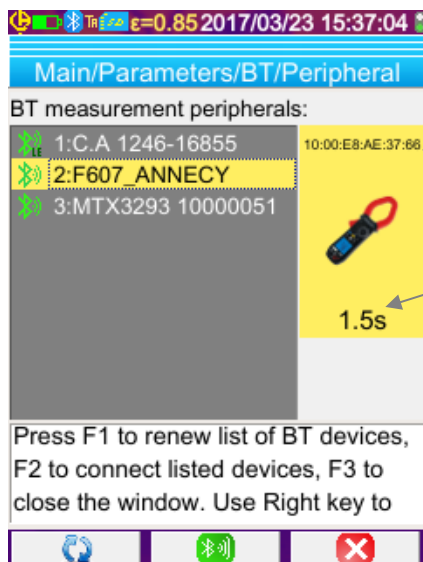 TA ε=0.85 2017/03/23 15:37:04
Main/Parameters/BT/Peripheral
BT measurement peripherals:
LE 1:C.A 1246-16855
10:00:E8:AE:37:66
2:F607_ANNECY
3:MTX3293 10000051
1.5s
Press F1 to renew list of BT devices,
F2 to connect listed devices, F3 to
close the window. Use Right key to